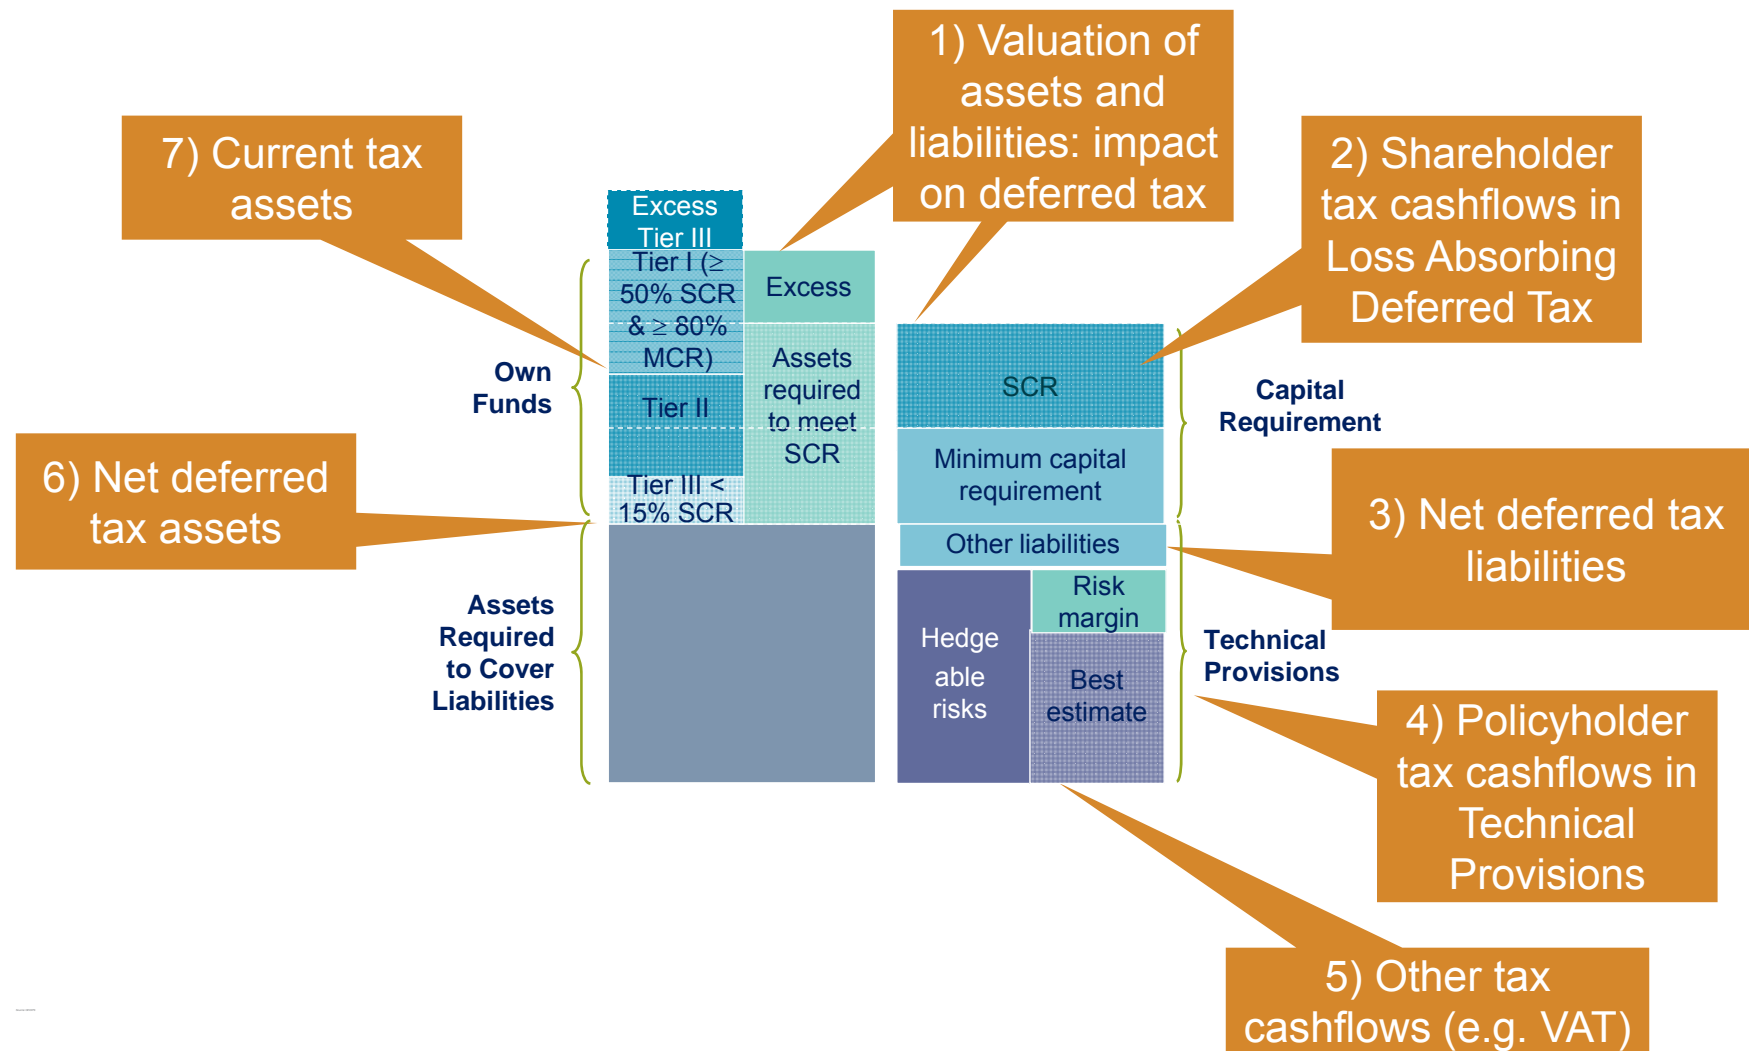 1) Valuation of
assets and
liabilities: impact
on deferred tax
7) Current tax
assets
2) Shareholder
tax cashflows in
Loss Absorbing
Deferred Tax
Excess
Tier III
Tier I (≥
50% SCR
& ≥ 80%
MCR)
Excess
Own
Funds
Assets
required
to meet
SCR
Tier II
Tier III <
15% SCR
SCR
Minimum capital
requirement
Capital
Requirement
6) Net deferred
tax assets
3) Net deferred tax
liabilities
Other liabilities
Assets
Required
to Cover
Liabilities
Hedge
able
risks
Risk
margin
Best
estimate
Technical
Provisions
4) Policyholder
tax cashflows in
Technical
Provisions
5) Other tax
cashflows (e.g. VAT)